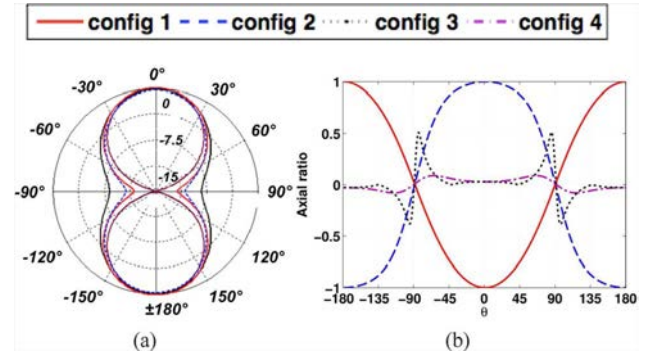 config 1 config 2 config 3 config 4
0°
-30° 30°
-60° 60°
-90° 90°
-120° 120°
-150° 150°
±180°
0
-7.5
-15
(a)
Axial ratio
1
0.5
0
-0.5
-1
-180 -135 -90 -45 0 45 90 135 180
θ
(b)